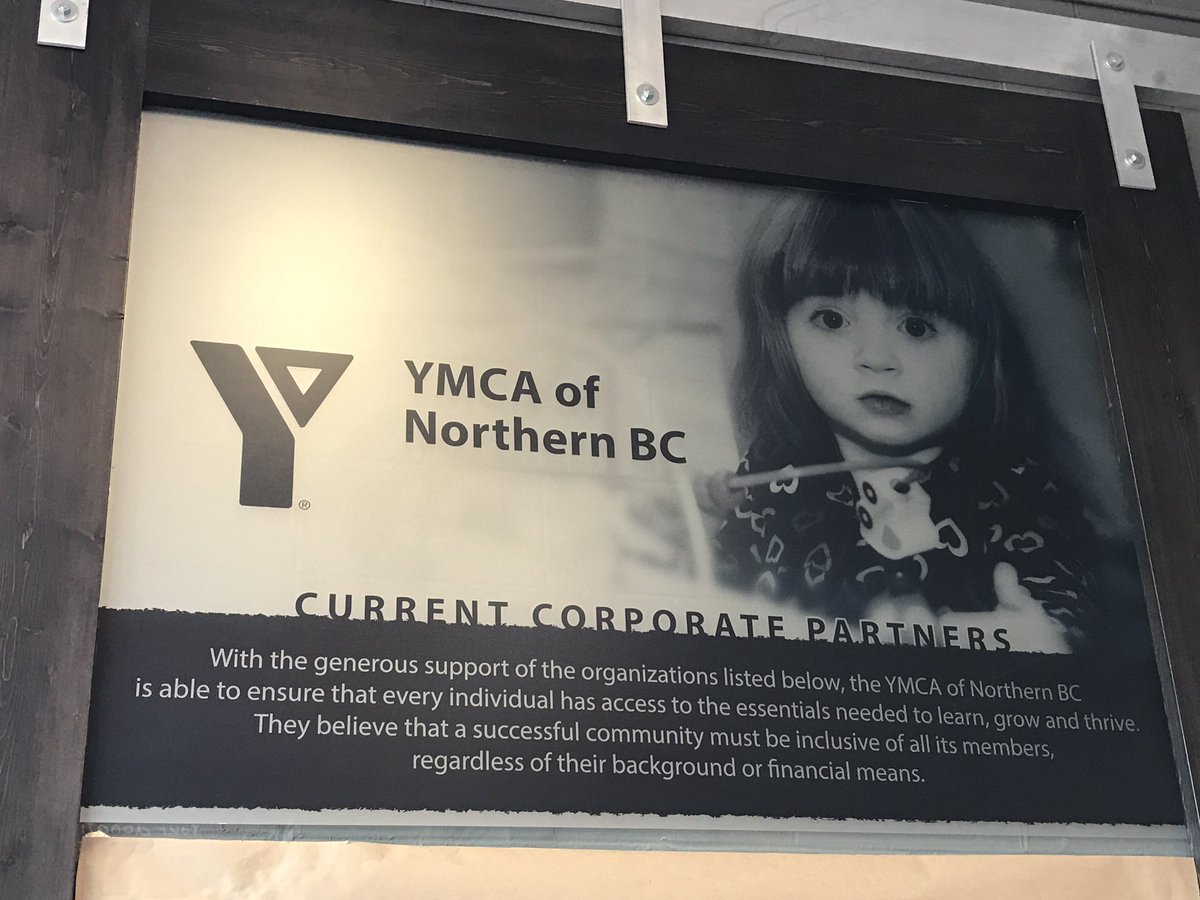 YMCA of
Northern BC
®
CURRENT CORPORATE PARTNERS
With the generous support of the organizations listed below, the YMCA of Northern BC
is able to ensure that every individual has access to the essentials needed to learn, grow and thrive.
They believe that a successful community must be inclusive of all its members,
regardless of their background or financial means.